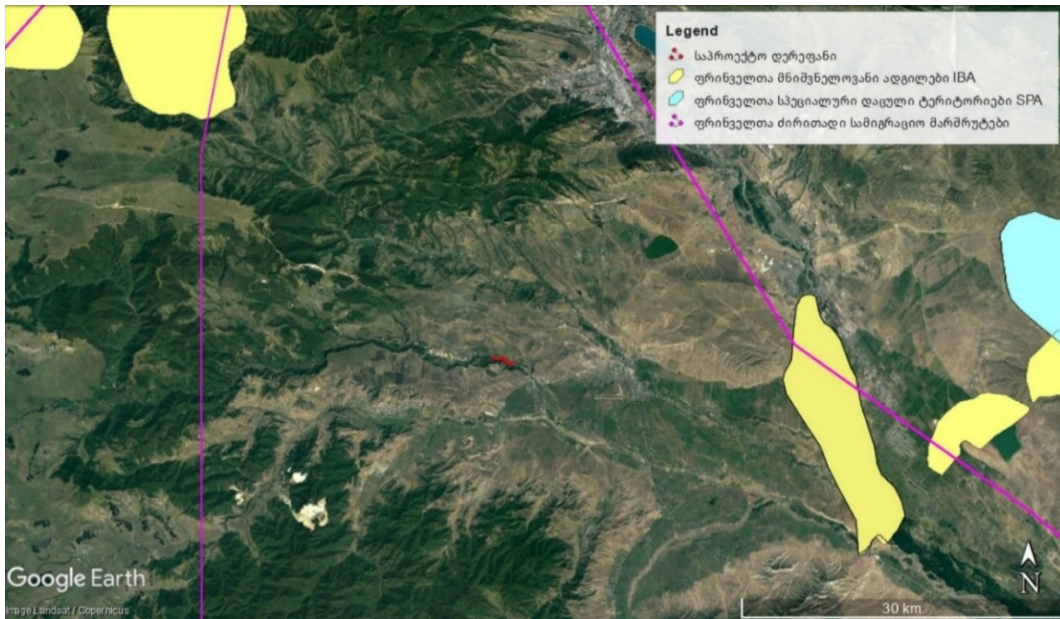 Legend
საპროექტო დერეფანი
ფრინველთა მნიშვნელოვანი ადგილები IBA
ფრინველთა სპეციალური დაცული ტერიტორიები SPA
ფრინველთა ძირითადი სამიგრაციო მარშრუტები
Google Earth
Image Landsat / Copernicus
N
30 km